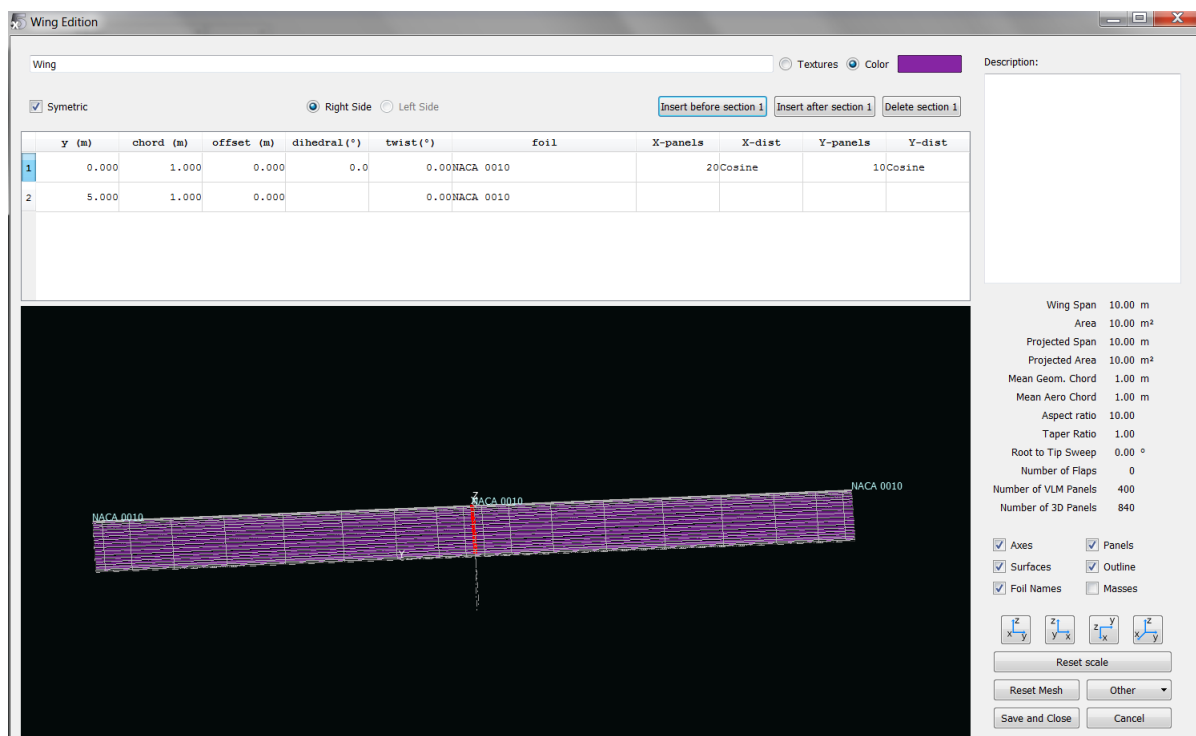 Wing Edition
Wing
Textures
Color
Description:
Symetric
Right Side
Left Side
Insert before section 1
Insert after section 1
Delete section 1
y (m) chord (m) offset (m) dihedral(°) twist(°) foil X-panels X-dist Y-panels Y-dist
1 0.000 1.000 0.000 0.0 0.00 NACA 0010 20 Cosine 10 Cosine
2 5.000 1.000 0.000 0.00 NACA 0010
Wing Span 10.00 m
Area 10.00 m²
Projected Span 10.00 m
Projected Area 10.00 m²
Mean Geom. Chord 1.00 m
Mean Aero Chord 1.00 m
Aspect ratio 10.00
Taper Ratio 1.00
Root to Tip Sweep 0.00 °
Number of Flaps 0
Number of VLM Panels 400
Number of 3D Panels 840
NACA 0010
Z
NACA 0010
NACA 0010
Y
Axes
Panels
Surfaces
Outline
Foil Names
Masses
z x y
z y x
z y x
z x y
Reset scale
Reset Mesh
Other
Save and Close
Cancel